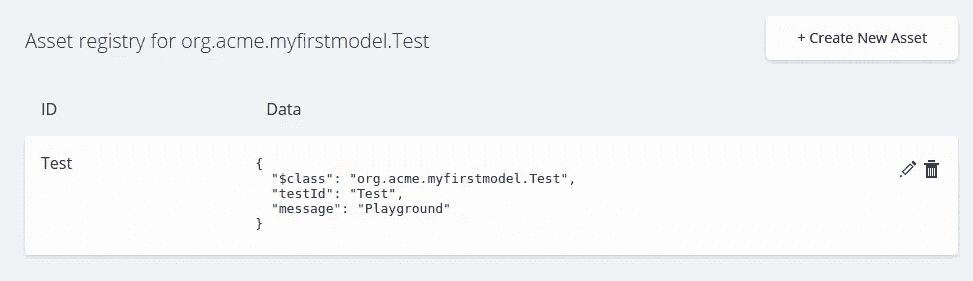 Asset registry for org.acme.myfirstmodel.Test
+ Create New Asset
ID Data
Test
{
"$class": "org.acme.myfirstmodel.Test",
"testId": "Test",
"message": "Playground"
}